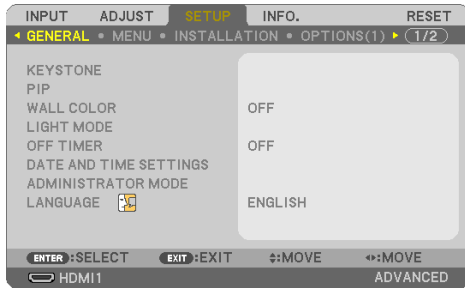 INPUT ADJUST SETUP INFO. RESET
GENERAL • MENU • INSTALLATION • OPTIONS(1) 1/2
KEYSTONE
PIP
WALL COLOR OFF
LIGHT MODE
OFF TIMER OFF
DATE AND TIME SETTINGS
ADMINISTRATOR MODE
LANGUAGE ENGLISH
ENTER :SELECT EXIT :EXIT :MOVE :MOVE
HDMI1 ADVANCED